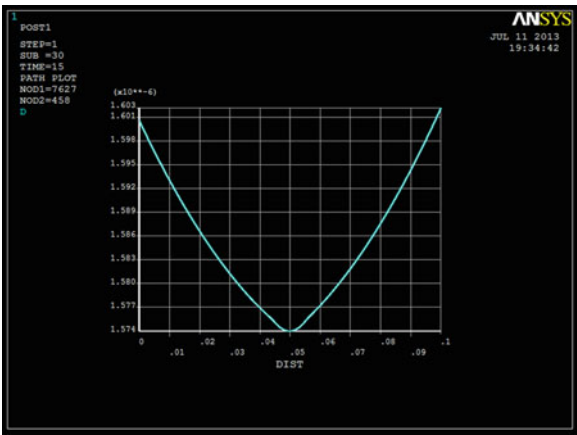 1
ANSYS
POST1
JUL 11 2013
19:34:42
STEP=1
SUB =30
TIME=15
PATH PLOT
NOD1=7627
NOD2=458
D
(x10**-6)
1.603
1.601
1.598
1.595
1.592
1.589
1.586
1.583
1.580
1.577
1.574
0 .02 .04 .06 .08 .1
.01 .03 .05 .07 .09
DIST